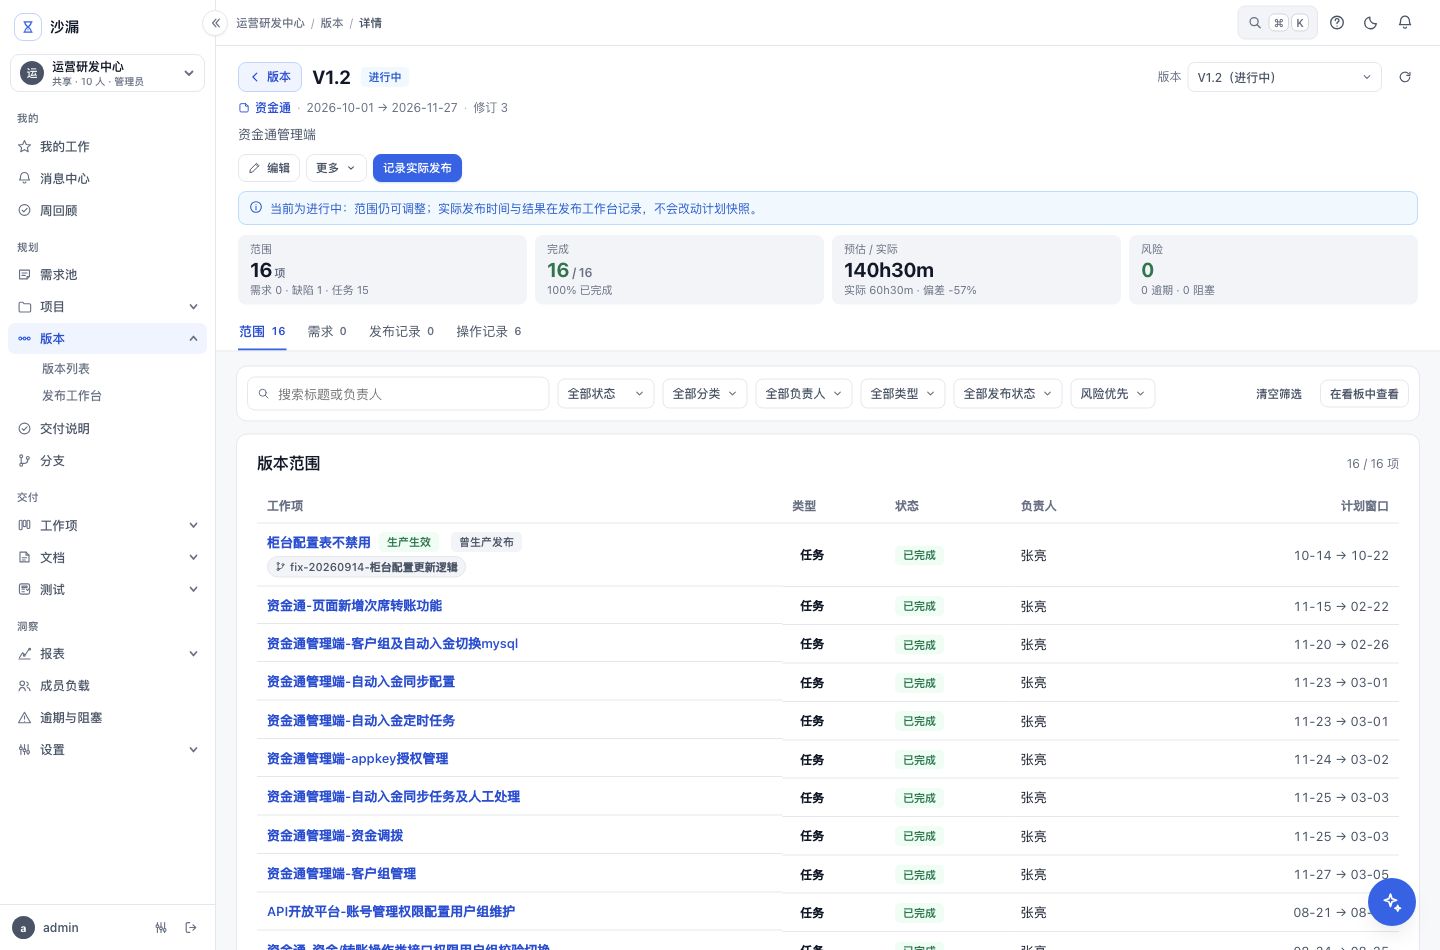 沙漏
运
运营研发中心
共享 · 10 人 · 管理员
我的
我的工作
消息中心
周回顾
规划
需求池
项目
版本
版本列表
发布工作台
交付说明
分支
交付
工作项
文档
测试
洞察
报表
成员负载
逾期与阻塞
设置
a admin
运营研发中心 / 版本 / 详情
⌘ K
版本 V1.2 进行中
版本 V1.2（进行中）
资金通 · 2026-10-01 → 2026-11-27 · 修订 3
资金通管理端
编辑 更多 记录实际发布
当前为进行中：范围仍可调整；实际发布时间与结果在发布工作台记录，不会改动计划快照。
范围
16 项
需求 0 · 缺陷 1 · 任务 15
完成
16 / 16
100% 已完成
预估 / 实际
140h30m
实际 60h30m · 偏差 -57%
风险
0
0 逾期 · 0 阻塞
范围 16 需求 0 发布记录 0 操作记录 6
搜索标题或负责人 全部状态 全部分类 全部负责人 全部类型 全部发布状态 风险优先 清空筛选 在看板中查看
版本范围 16 / 16 项
工作项 类型 状态 负责人 计划窗口
柜台配置表不禁用 生产生效 曾生产发布
fix-20260914-柜台配置更新逻辑
任务 已完成 张亮 10-14 → 10-22
资金通-页面新增次席转账功能 任务 已完成 张亮 11-15 → 02-22
资金通管理端-客户组及自动入金切换mysql 任务 已完成 张亮 11-20 → 02-26
资金通管理端-自动入金同步配置 任务 已完成 张亮 11-23 → 03-01
资金通管理端-自动入金定时任务 任务 已完成 张亮 11-23 → 03-01
资金通管理端-appkey授权管理 任务 已完成 张亮 11-24 → 03-02
资金通管理端-自动入金同步任务及人工处理 任务 已完成 张亮 11-25 → 03-03
资金通管理端-资金调拨 任务 已完成 张亮 11-25 → 03-03
资金通管理端-客户组管理 任务 已完成 张亮 11-27 → 03-05
API开放平台-账号管理权限配置用户组维护 任务 已完成 张亮 08-21 → 08-